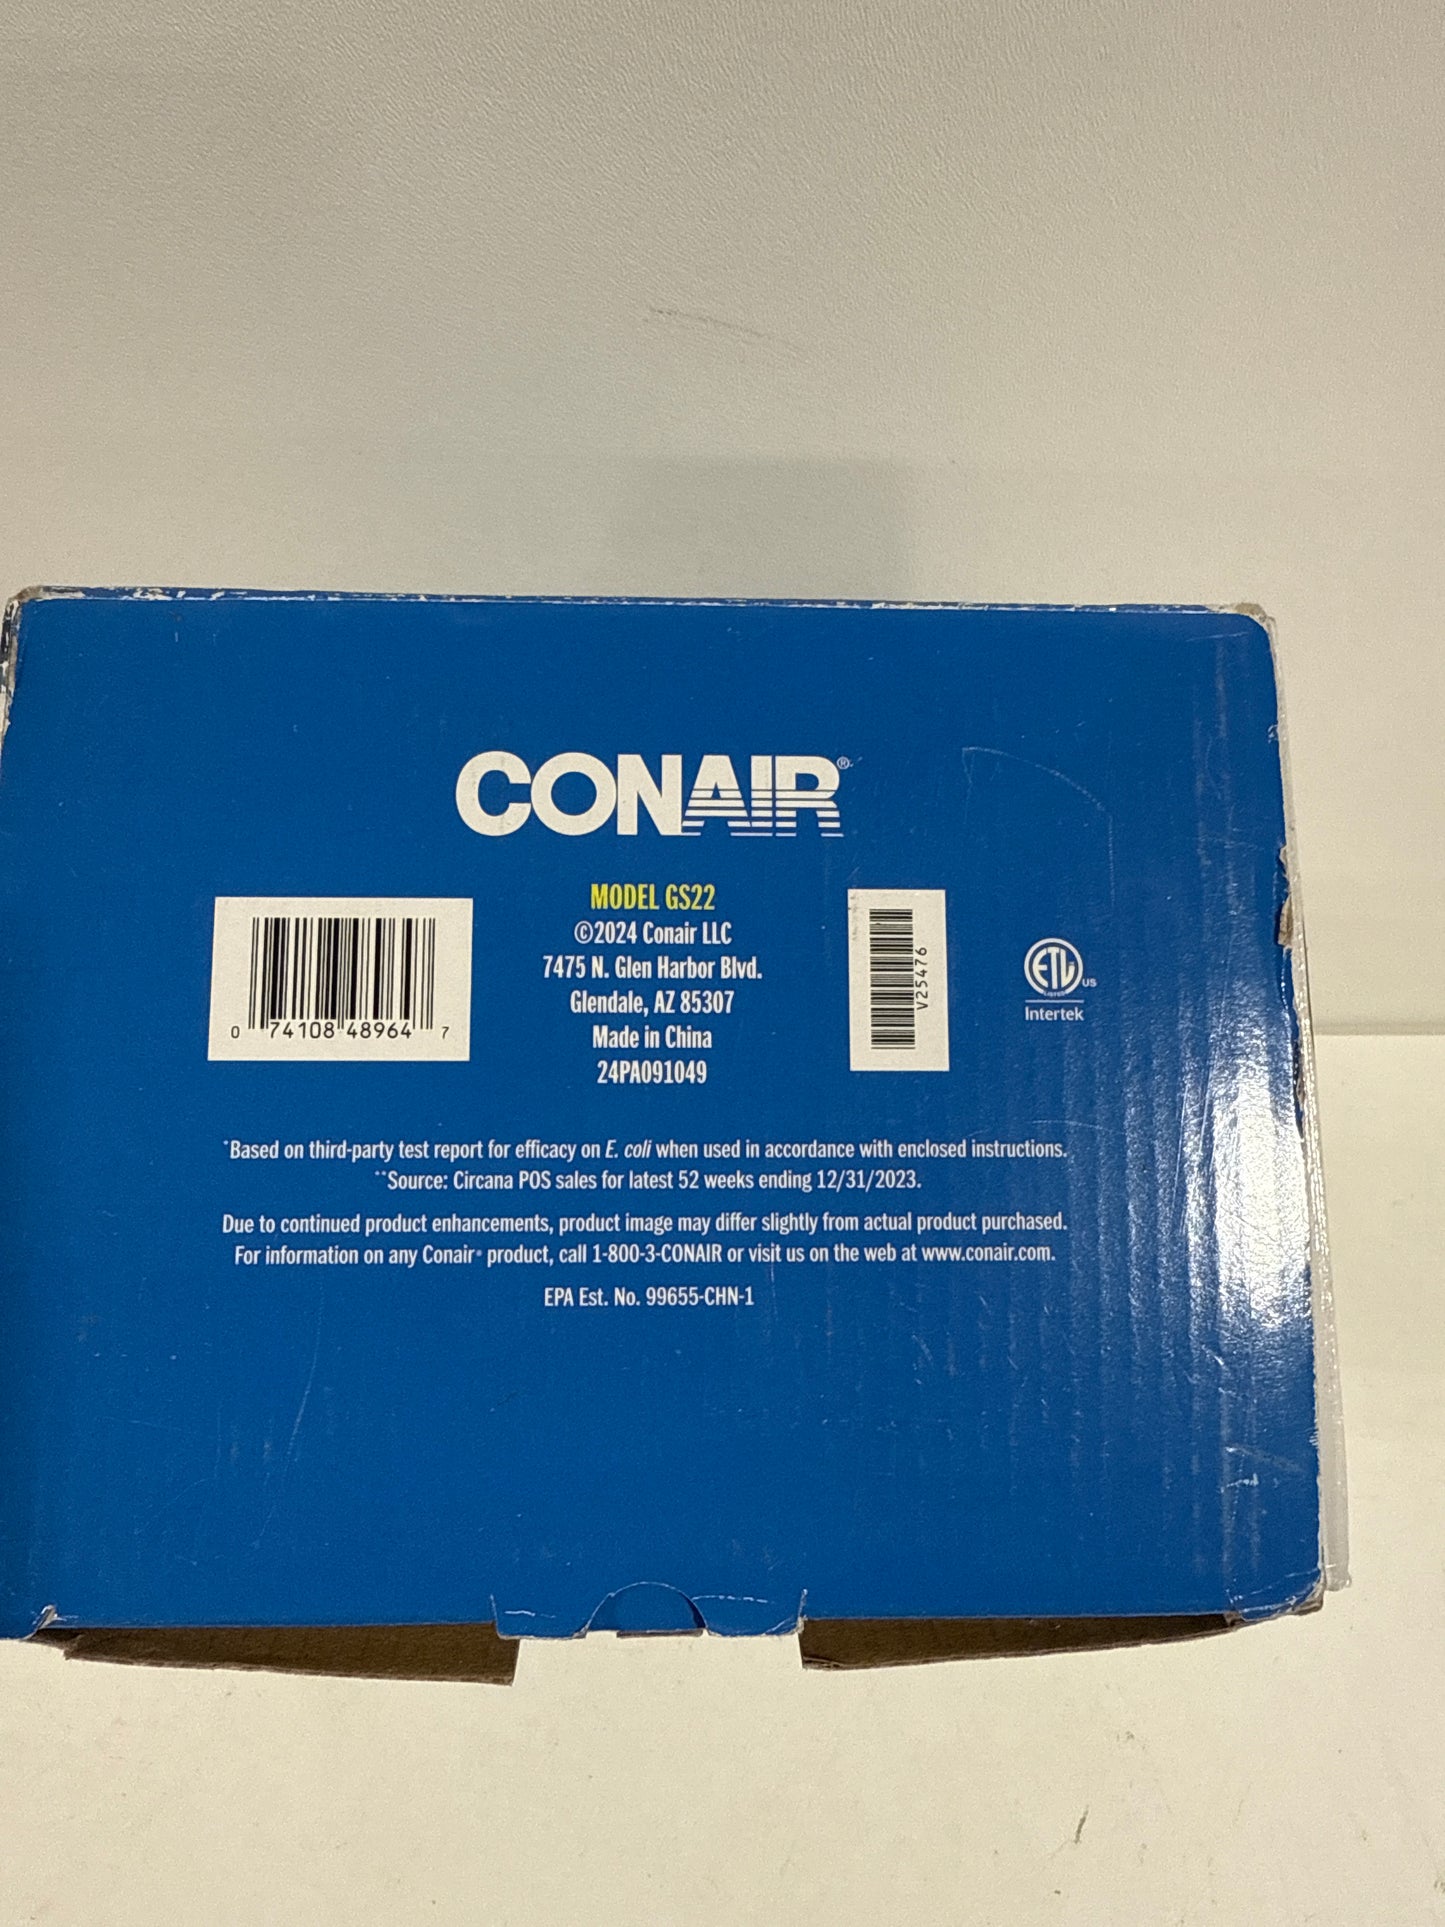 CONAIR®
MODEL GS22
©2024 Conair LLC
7475 N. Glen Harbor Blvd.
Glendale, AZ 85307
Made in China
24PA091049
0 74108 48964 7
V25476
ETL
LISTED
US
Intertek
*Based on third-party test report for efficacy on E. coli when used in accordance with enclosed instructions.
**Source: Circana POS sales for latest 52 weeks ending 12/31/2023.
Due to continued product enhancements, product image may differ slightly from actual product purchased.
For information on any Conair® product, call 1-800-3-CONAIR or visit us on the web at www.conair.com.
EPA Est. No. 99655-CHN-1